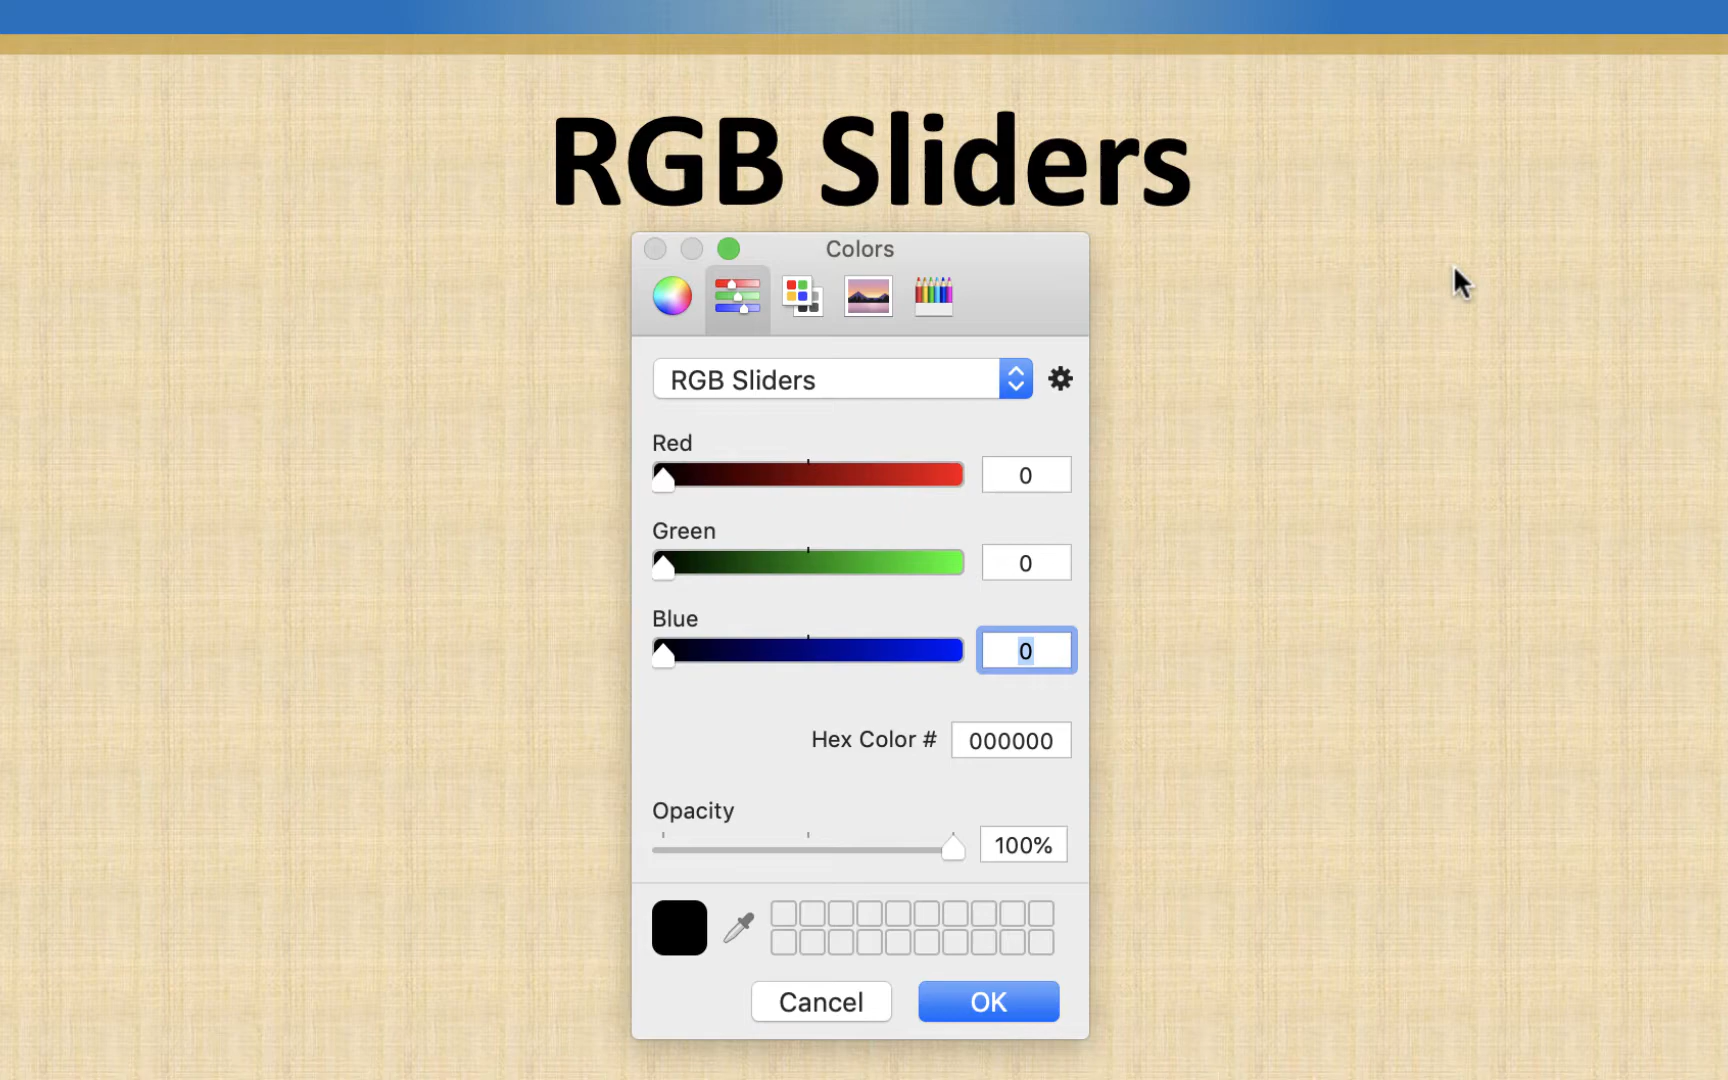 RGB Sliders
Colors
RGB Sliders
Red
0
Green
0
Blue
0
Hex Color # 000000
Opacity
100%
Cancel OK